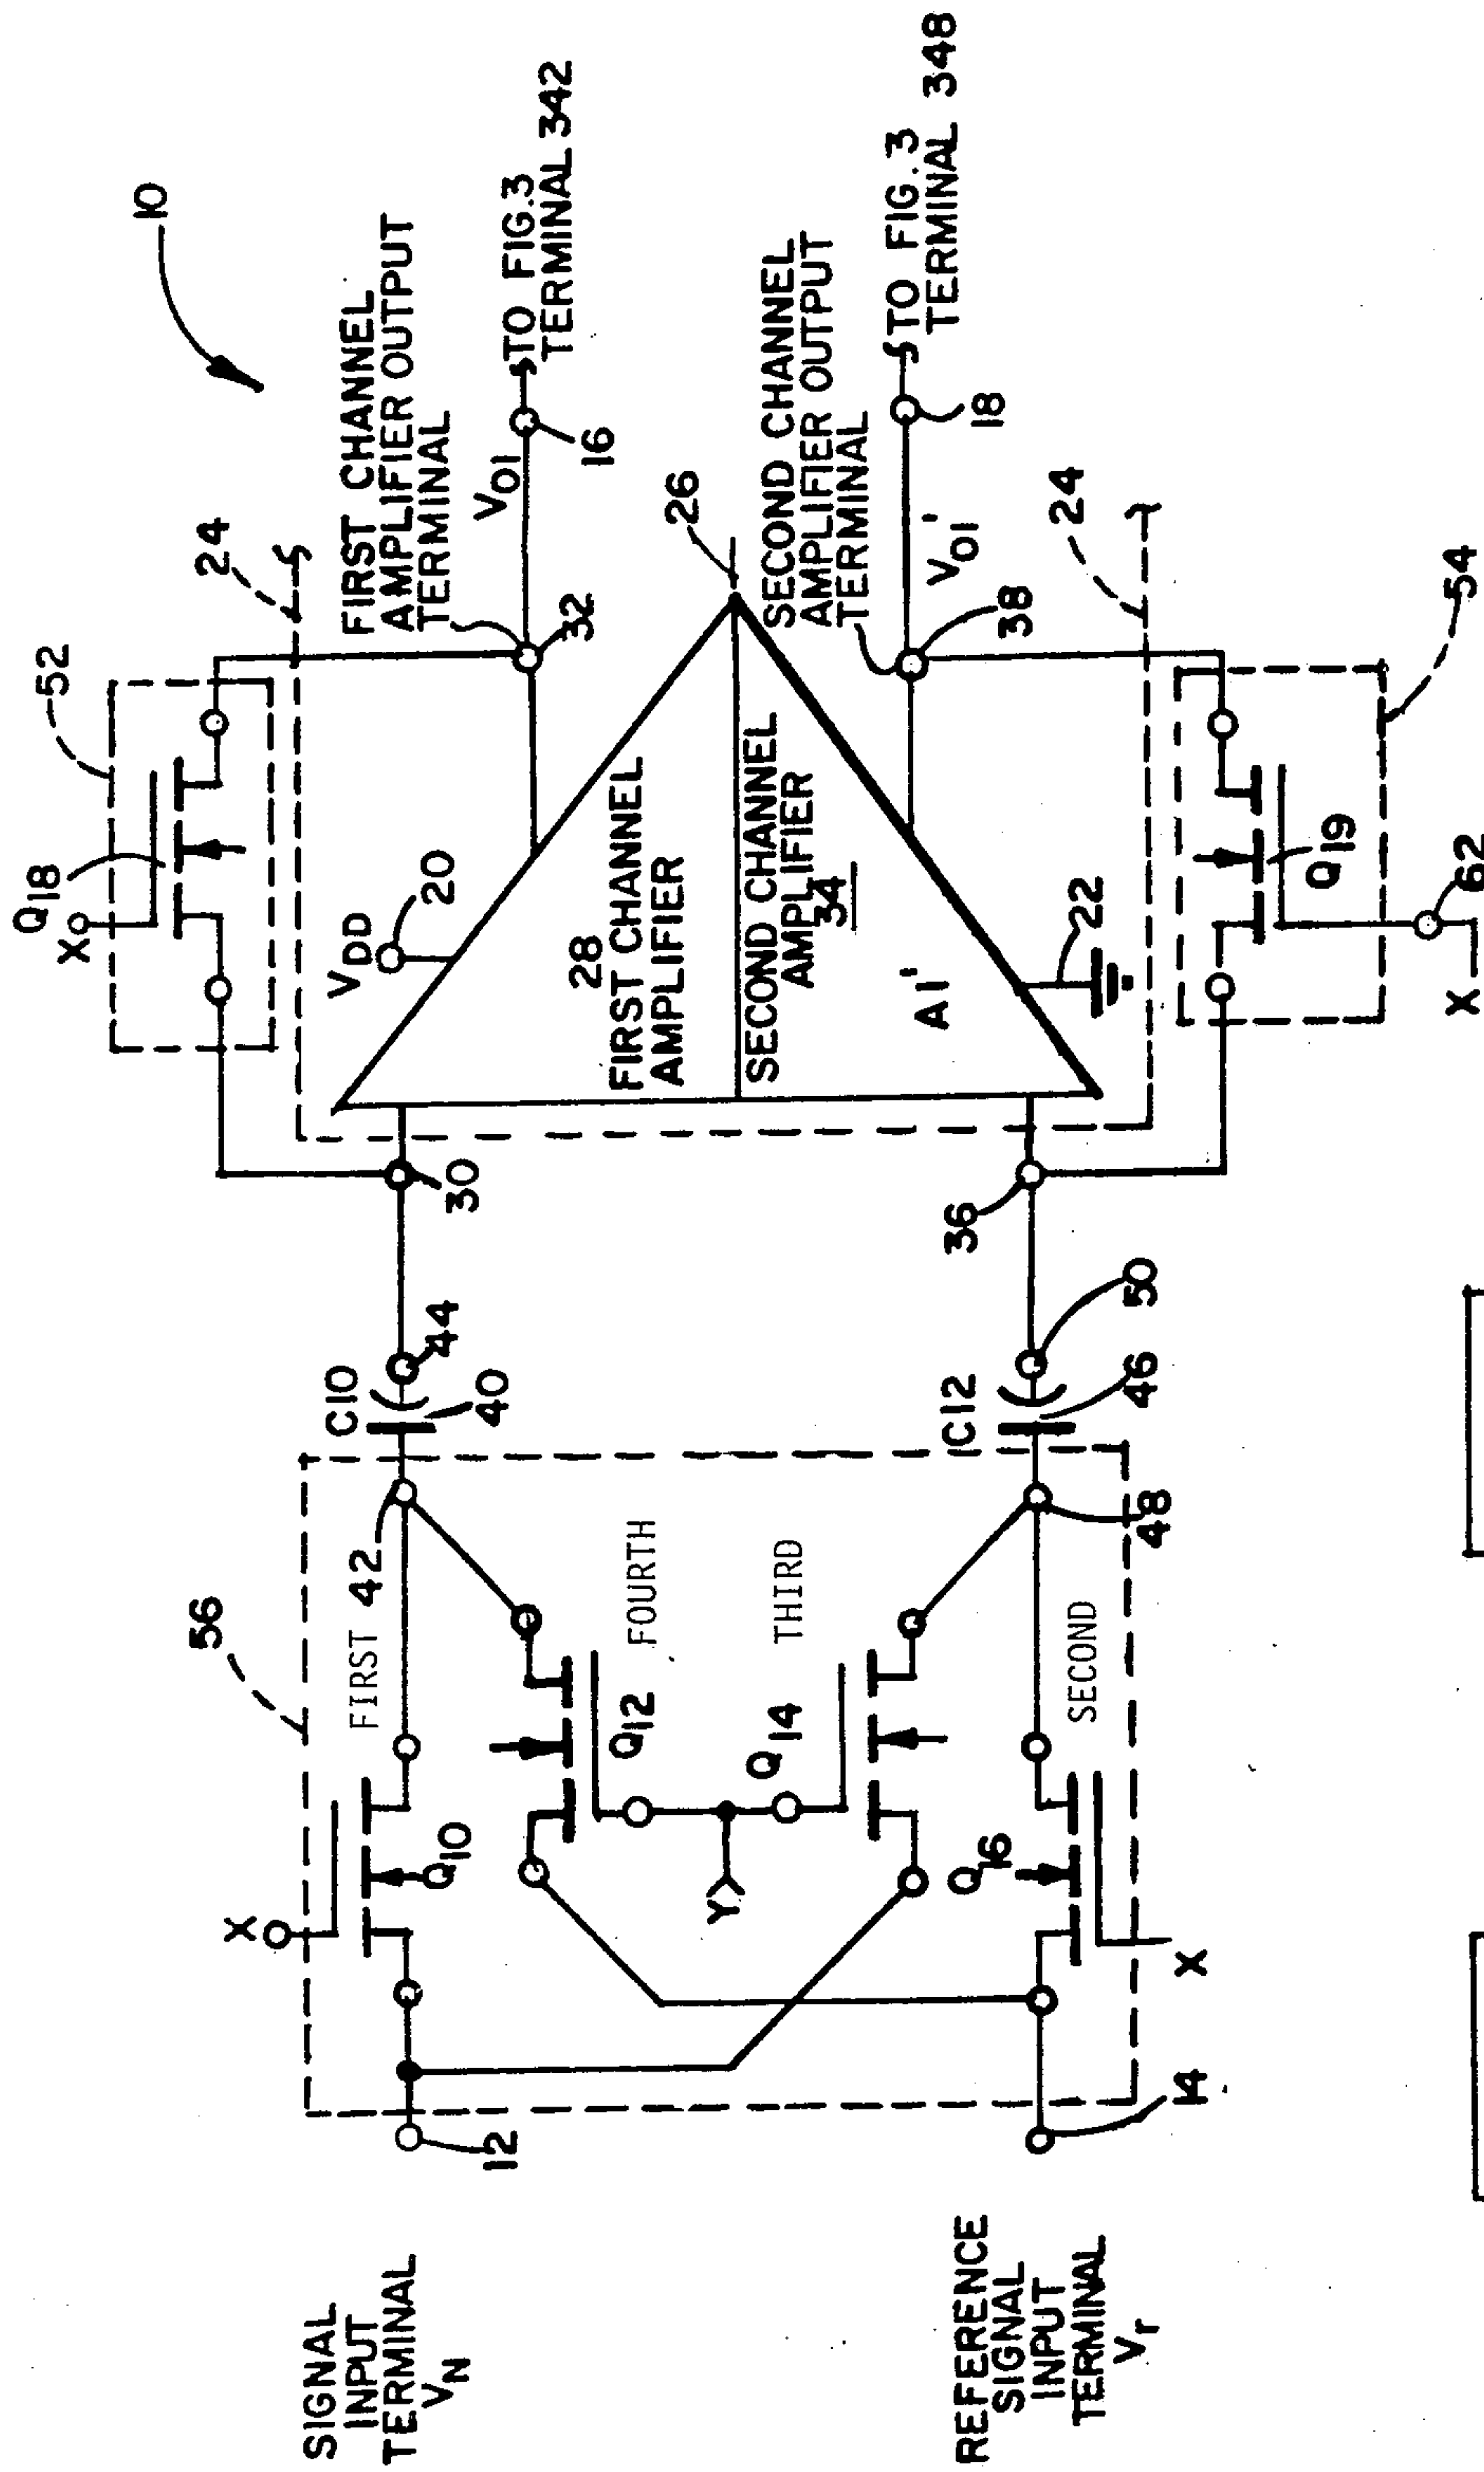 10
Q18
X
52
24
FIRST CHANNEL
AMPLIFIER OUTPUT
TERMINAL
VDD
20
V01
16
TO FIG.3
TERMINAL 342
32
28
FIRST CHANNEL
AMPLIFIER
26
SECOND CHANNEL
AMPLIFIER
34
SECOND CHANNEL
AMPLIFIER OUTPUT
TERMINAL
A1'
22
38
V01'
18
TO FIG. 3
TERMINAL 348
24
Q19
54
X
62
30
36
C10
44
40
C12
50
46
56
FIRST
42
FOURTH
THIRD
SECOND
48
X
Q10
Q12
Q14
Y
Q16
X
12
14
SIGNAL
INPUT
TERMINAL
VN
REFERENCE
SIGNAL
INPUT
TERMINAL
Vr